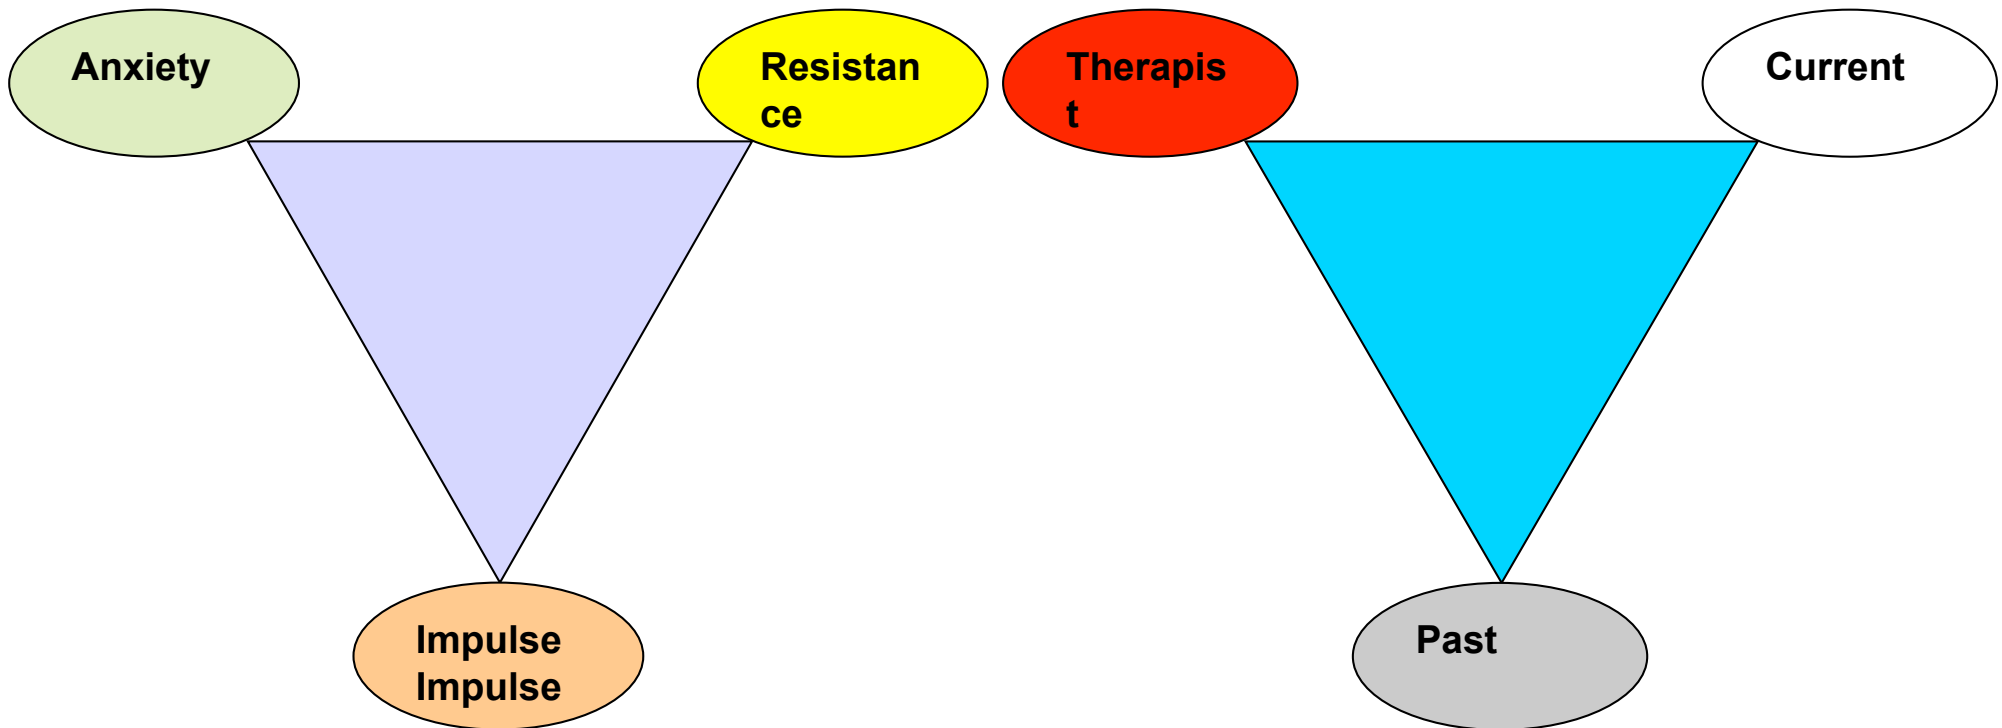 Anxiety
Resistan
ce
Therapis
t
Current
Impulse
Impulse
Past